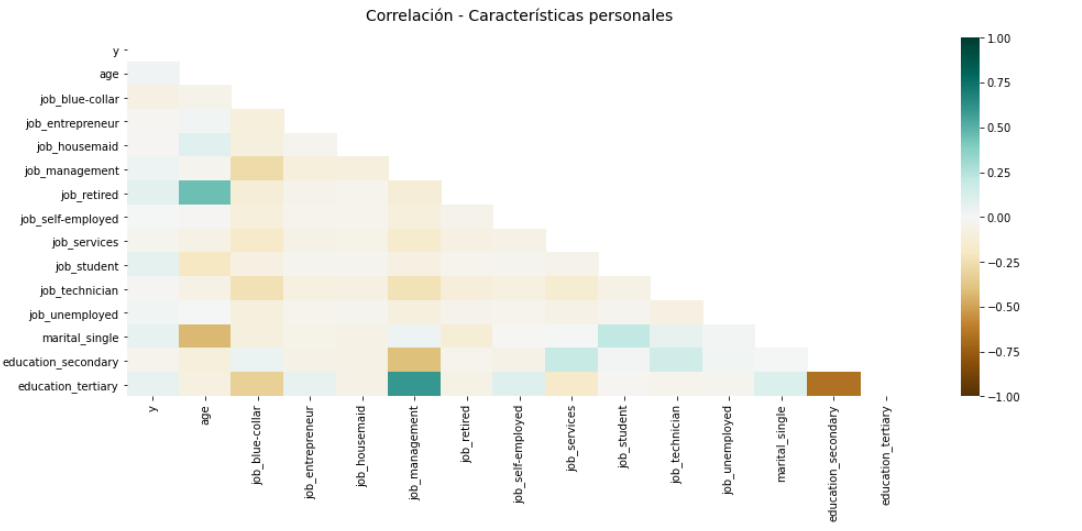 Correlación - Características personales
y
age
job_blue-collar
job_entrepreneur
job_housemaid
job_management
job_retired
job_self-employed
job_services
job_student
job_technician
job_unemployed
marital_single
education_secondary
education_tertiary
y
age
job_blue-collar
job_entrepreneur
job_housemaid
job_management
job_retired
job_self-employed
job_services
job_student
job_technician
job_unemployed
marital_single
education_secondary
education_tertiary
1.00
0.75
0.50
0.25
0.00
−0.25
−0.50
−0.75
−1.00